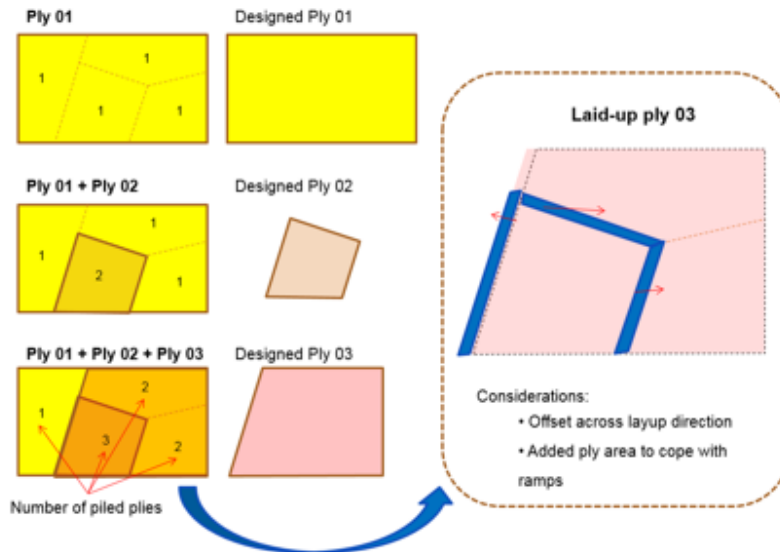 Ply 01
Designed Ply 01
1
1
1
1
Ply 01 + Ply 02
Designed Ply 02
1
1
2
1
Ply 01 + Ply 02 + Ply 03
Designed Ply 03
2
1
3
2
Number of piled plies
Laid-up ply 03
Considerations:
• Offset across layup direction
• Added ply area to cope with
ramps